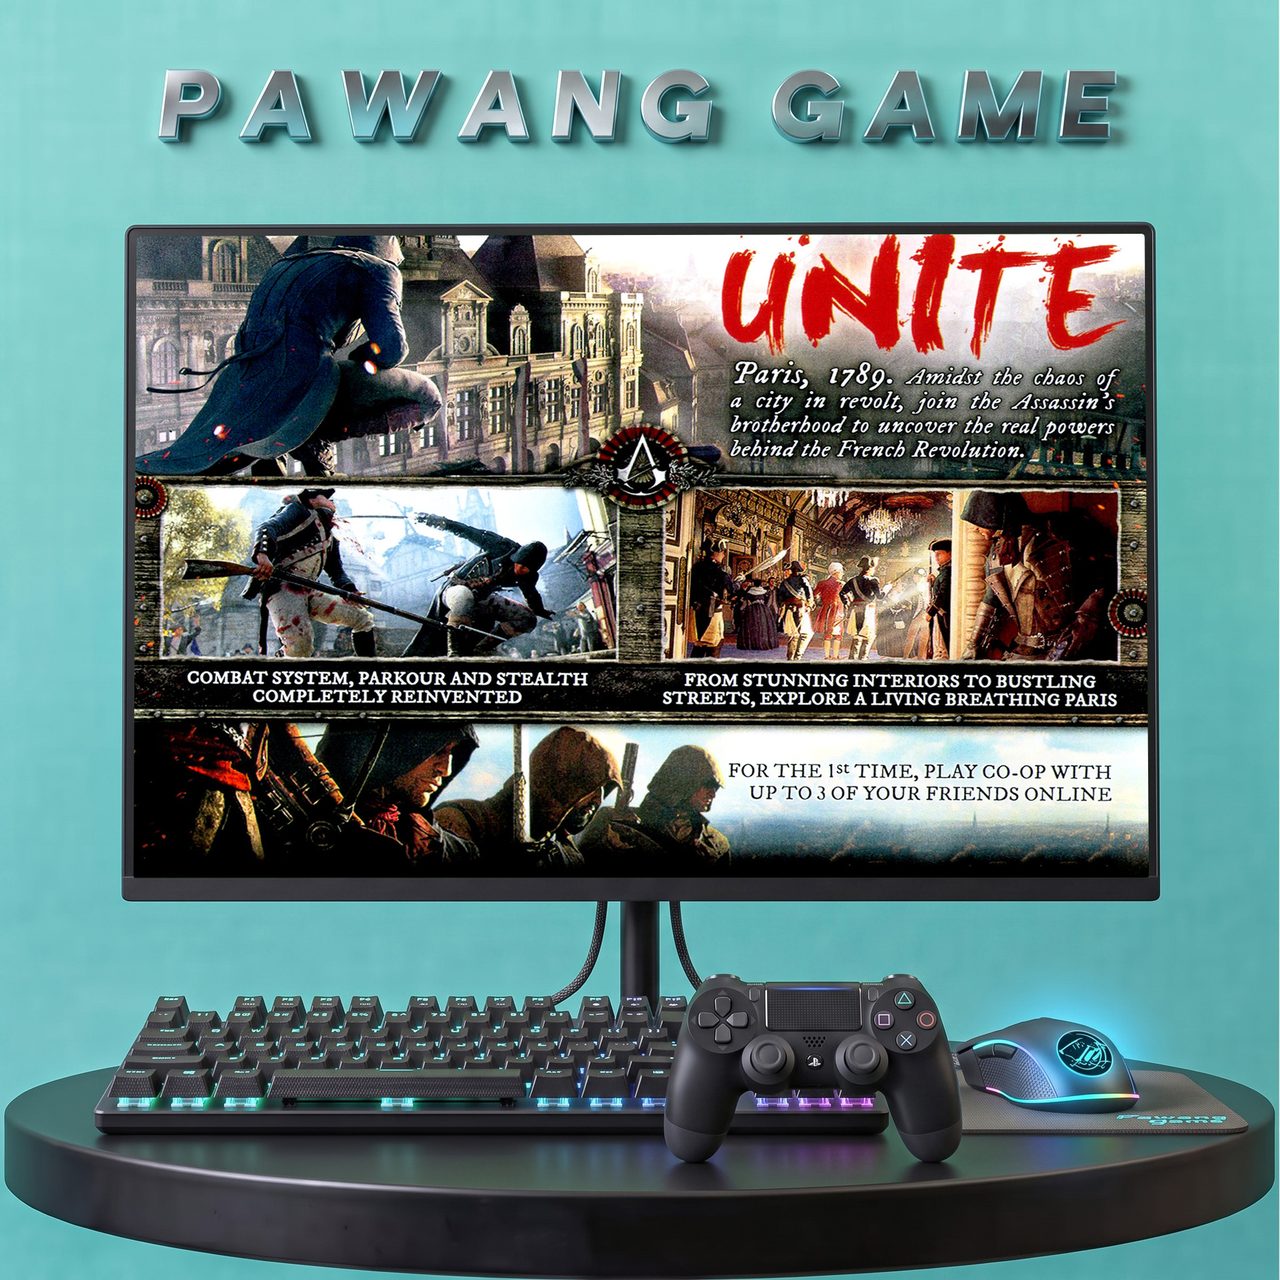 PAWANG GAME
UNITE
Paris, 1789. Amidst the chaos of
a city in revolt, join the Assassin's
brotherhood to uncover the real powers
behind the French Revolution.
COMBAT SYSTEM, PARKOUR AND STEALTH
COMPLETELY REINVENTED
FROM STUNNING INTERIORS TO BUSTLING
STREETS, EXPLORE A LIVING BREATHING PARIS
FOR THE 1st TIME, PLAY CO-OP WITH
UP TO 3 OF YOUR FRIENDS ONLINE
Pawang
game